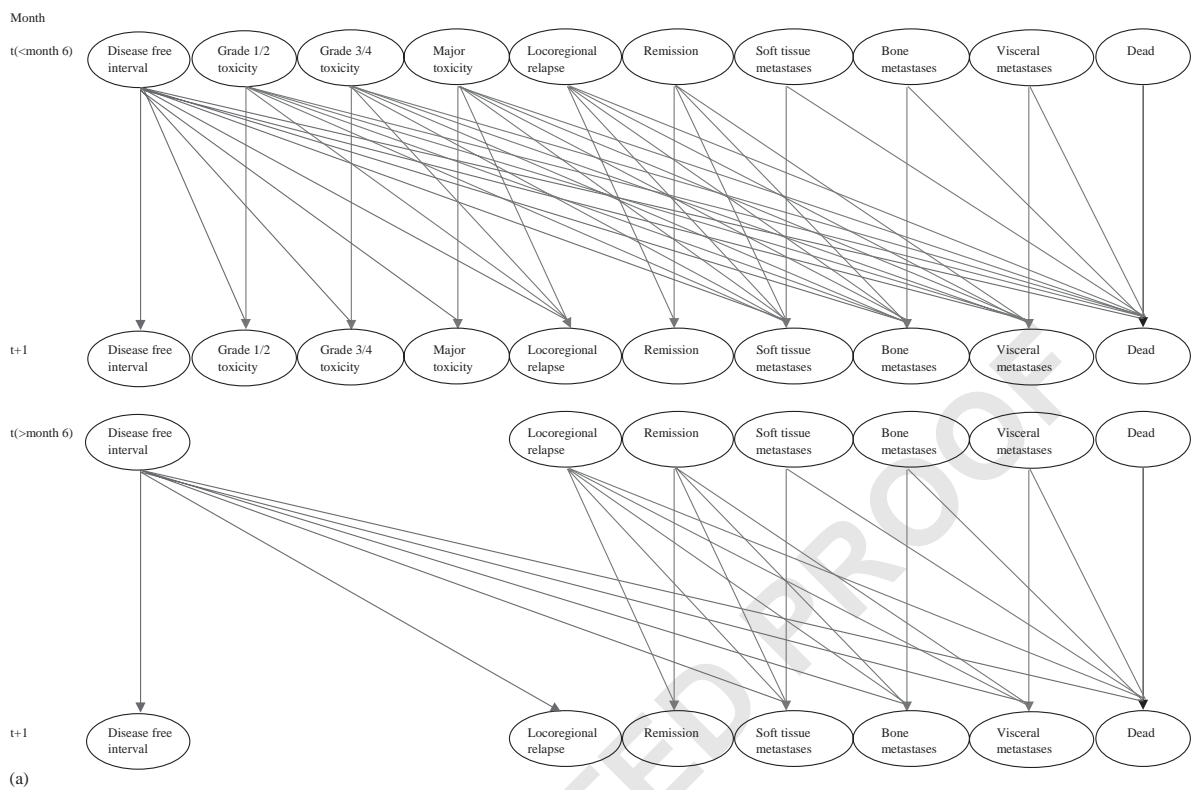 Month
t(<month 6)
Disease free
interval
Grade 1/2
toxicity
Grade 3/4
toxicity
Major
toxicity
Locoregional
relapse
Remission
Soft tissue
metastases
Bone
metastases
Visceral
metastases
Dead
t+1
Disease free
interval
Grade 1/2
toxicity
Grade 3/4
toxicity
Major
toxicity
Locoregional
relapse
Remission
Soft tissue
metastases
Bone
metastases
Visceral
metastases
Dead
t(>month 6)
Disease free
interval
Locoregional
relapse
Remission
Soft tissue
metastases
Bone
metastases
Visceral
metastases
Dead
t+1
Disease free
interval
Locoregional
relapse
Remission
Soft tissue
metastases
Bone
metastases
Visceral
metastases
Dead
(a)
TED PROOF